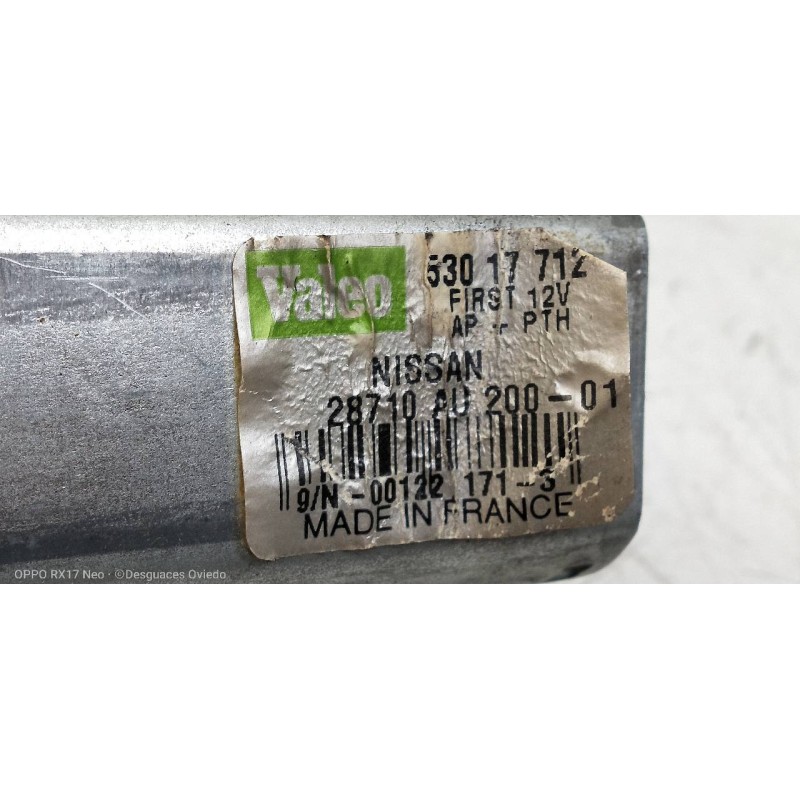 Valeo
530 17 712
FIRST 12V
AP - PTH
NISSAN
28710 AU 200-01
9/N -00122 171-3
MADE IN FRANCE
OPPO RX17 Neo · ©Desguaces Oviedo